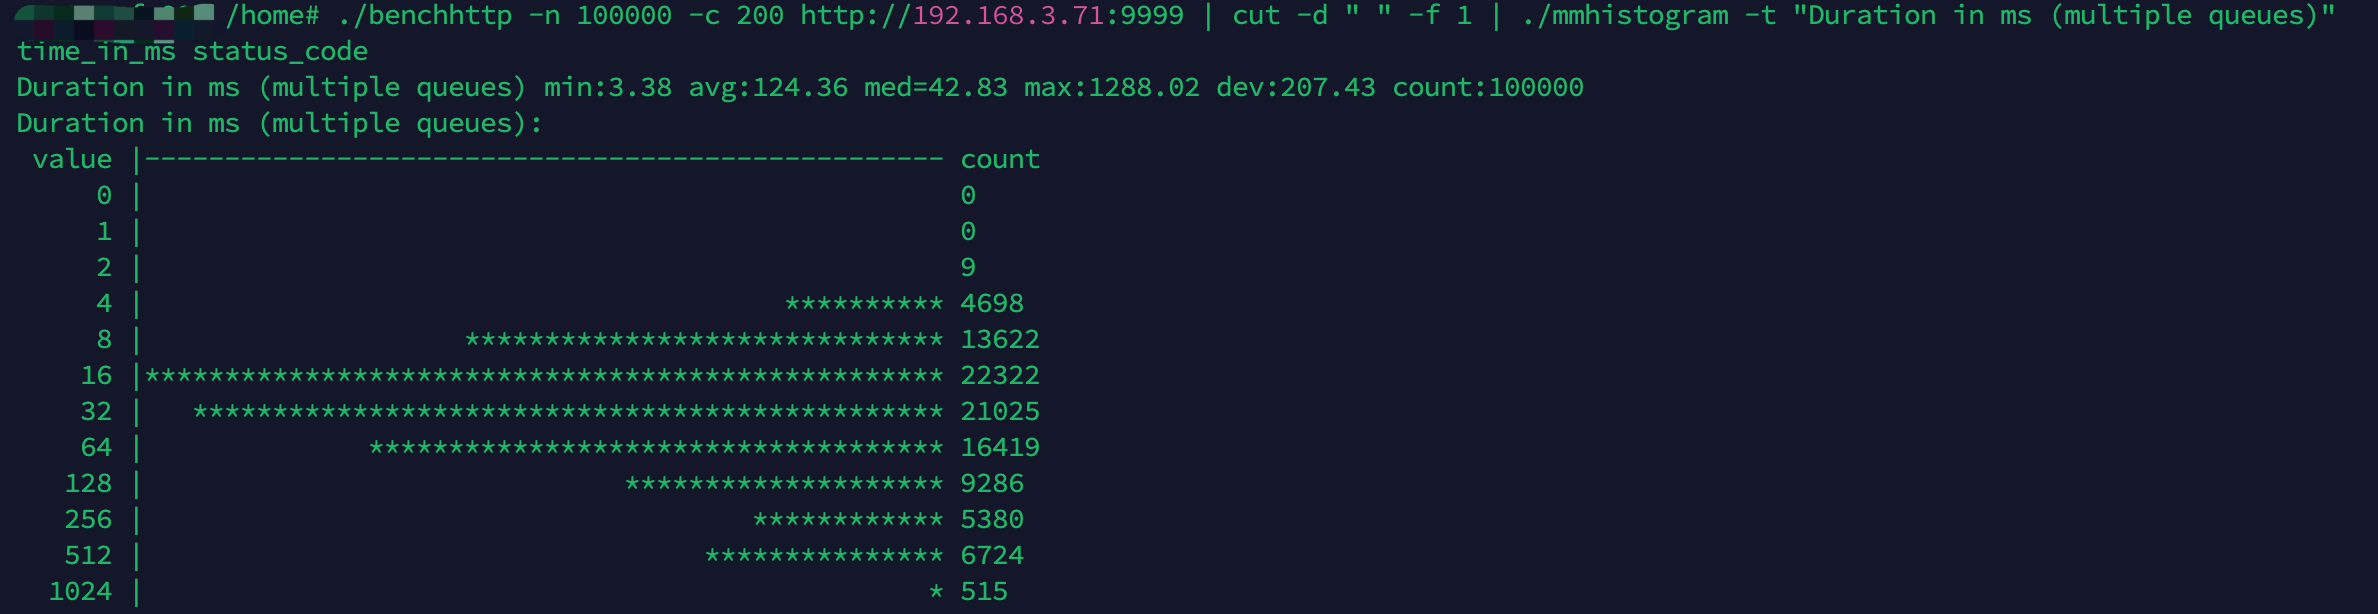 /home# ./benchhttp -n 100000 -c 200 http://192.168.3.71:9999 | cut -d " " -f 1 | ./mmhistogram -t "Duration in ms (multiple queues)"
time_in_ms status_code
Duration in ms (multiple queues) min:3.38 avg:124.36 med=42.83 max:1288.02 dev:207.43 count:100000
Duration in ms (multiple queues):
value |-------------------------------------------------- count
0 | 0
1 | 0
2 | 9
4 | ********** 4698
8 | ****************************** 13622
16 |************************************************** 22322
32 | *********************************************** 21025
64 | ************************************ 16419
128 | ******************** 9286
256 | ************ 5380
512 | *************** 6724
1024 | * 515